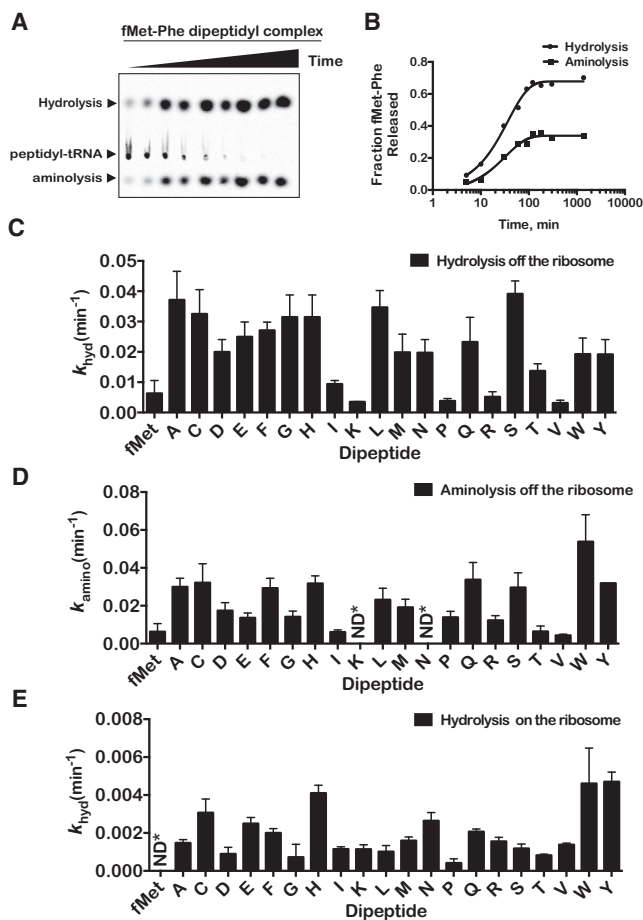 A
fMet-Phe dipeptidyl complex
Time
Hydrolysis
peptidyl-tRNA
aminolysis
B
Hydrolysis
Aminolysis
Fraction fMet-Phe
Released
0.8
0.6
0.4
0.2
0.0
1 10 100 1000 10000
Time, min
C
Hydrolysis off the ribosome
khyd(min-1)
0.05
0.04
0.03
0.02
0.01
0.00
fMet A C D E F G H I K L M N P Q R S T V W Y
Dipeptide
D
Aminolysis off the ribosome
kamino(min-1)
0.08
0.06
0.04
0.02
0.00
ND* ND*
fMet A C D E F G H I K L M N P Q R S T V W Y
Dipeptide
E
Hydrolysis on the ribosome
khyd(min-1)
0.008
0.006
0.004
0.002
0.000
ND*
fMet A C D E F G H I K L M N P Q R S T V W Y
Dipeptide